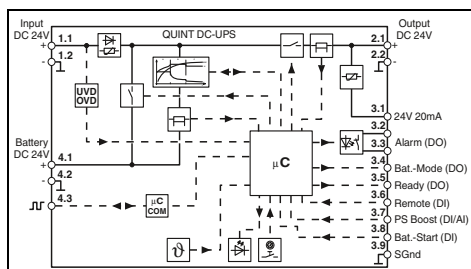 Input
DC 24V
1.1
+
1.2
-
QUINT DC-UPS
Output
DC 24V
2.1
+
2.2
-
UVD
OVD
3.1
24V 20mA
3.2
Alarm (DO)
3.3
Battery
DC 24V
4.1
+
4.2
-
4.3
µC
COM
µC
3.4
Bat.-Mode (DO)
3.5
Ready (DO)
3.6
Remote (DI)
3.7
PS Boost (DI/AI)
3.8
Bat.-Start (DI)
3.9
SGnd
ϑ